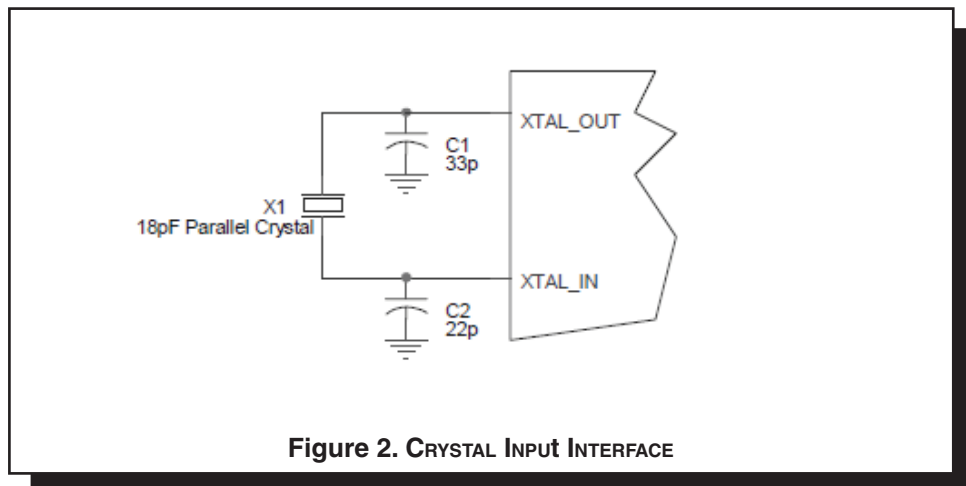 XTAL_OUT
C1
33p
X1
18pF Parallel Crystal
XTAL_IN
C2
22p
Figure 2. CRYSTAL INPUt INTERFACE